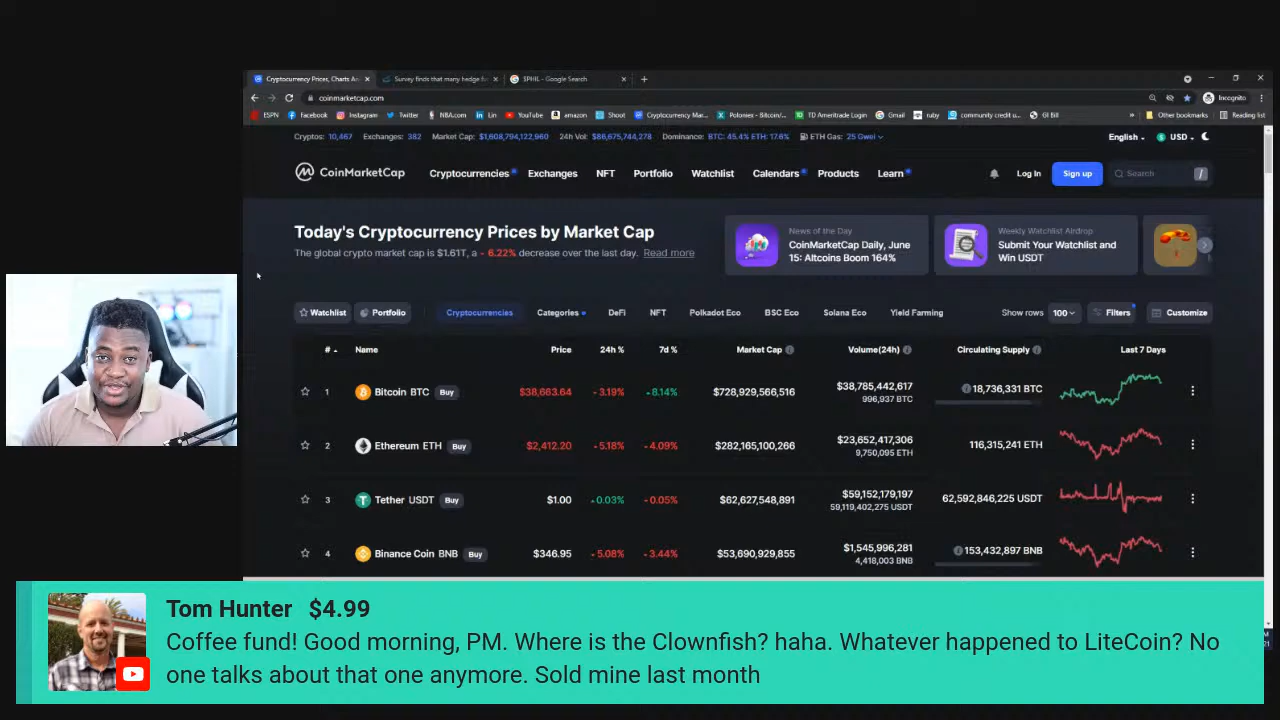 Cryptocurrency Prices, Charts An
Survey finds that many hedge fu
$PHIL - Google Search
coinmarketcap.com
Incognito
ESPN Facebook Instagram Twitter NBA.com Lin YouTube amazon Shoot Cryptocurrency Mar... Poloniex - Bitcoin/... TD Ameritrade Login Gmail ruby community credit u... GI Bill » Other bookmarks Reading list
Cryptos: 10,467 Exchanges: 382 Market Cap: $1,608,794,122,960 24h Vol: $86,675,744,278 Dominance: BTC: 45.4% ETH: 17.6% ETH Gas: 25 Gwei English USD
CoinMarketCap Cryptocurrencies Exchanges NFT Portfolio Watchlist Calendars Products Learn Log In Sign up Search /
Today's Cryptocurrency Prices by Market Cap
The global crypto market cap is $1.61T, a - 6.22% decrease over the last day. Read more
News of the Day
CoinMarketCap Daily, June
15: Altcoins Boom 164%
Weekly Watchlist Airdrop
Submit Your Watchlist and
Win USDT
Watchlist Portfolio Cryptocurrencies Categories DeFi NFT Polkadot Eco BSC Eco Solana Eco Yield Farming Show rows 100 Filters Customize
# Name Price 24h % 7d % Market Cap Volume(24h) Circulating Supply Last 7 Days
1 Bitcoin BTC Buy $38,663.64 3.19% 8.14% $728,929,566,516 $38,785,442,617 18,736,331 BTC
996,937 BTC
2 Ethereum ETH Buy $2,412.20 5.18% 4.09% $282,165,100,266 $23,652,417,306 116,315,241 ETH
9,750,095 ETH
3 Tether USDT Buy $1.00 0.03% 0.05% $62,627,548,891 $59,152,179,197 62,592,846,225 USDT
59,119,402,275 USDT
4 Binance Coin BNB Buy $346.95 5.08% 3.44% $53,690,929,855 $1,545,996,281 153,432,897 BNB
4,418,003 BNB
Tom Hunter $4.99
Coffee fund! Good morning, PM. Where is the Clownfish? haha. Whatever happened to LiteCoin? No
one talks about that one anymore. Sold mine last month